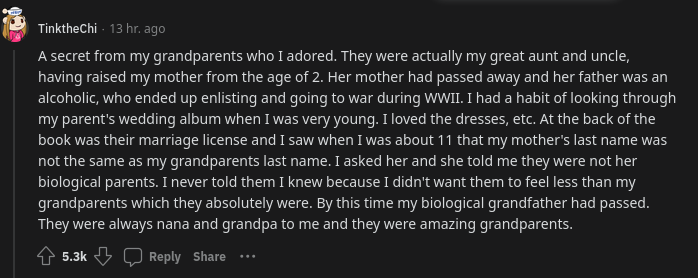 TinktheChi · 13 hr. ago
A secret from my grandparents who I adored. They were actually my great aunt and uncle,
having raised my mother from the age of 2. Her mother had passed away and her father was an
alcoholic, who ended up enlisting and going to war during WWII. I had a habit of looking through
my parent's wedding album when I was very young. I loved the dresses, etc. At the back of the
book was their marriage license and I saw when I was about 11 that my mother's last name was
not the same as my grandparents last name. I asked her and she told me they were not her
biological parents. I never told them I knew because I didn't want them to feel less than my
grandparents which they absolutely were. By this time my biological grandfather had passed.
They were always nana and grandpa to me and they were amazing grandparents.
5.3k Reply Share ···